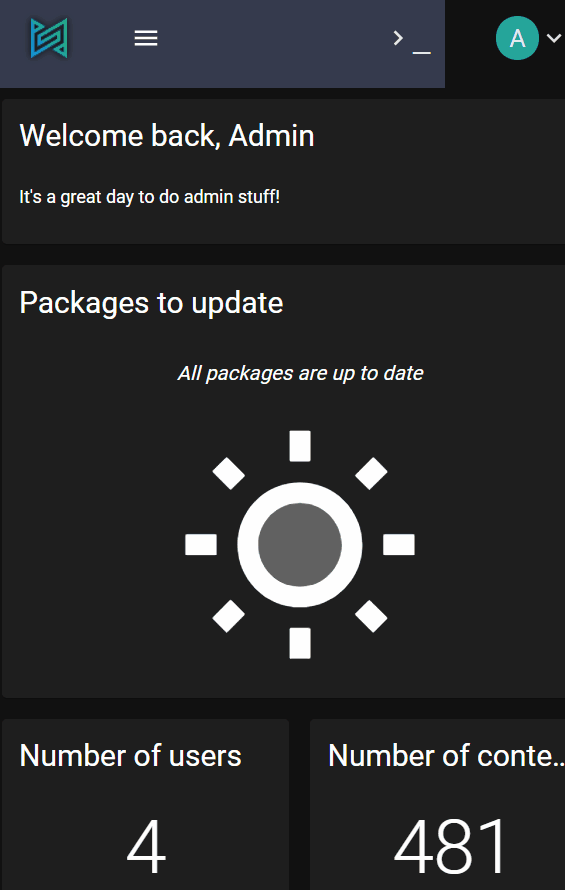 A
Welcome back, Admin
It's a great day to do admin stuff!
Packages to update
All packages are up to date
Number of users
Number of conte...
4
481